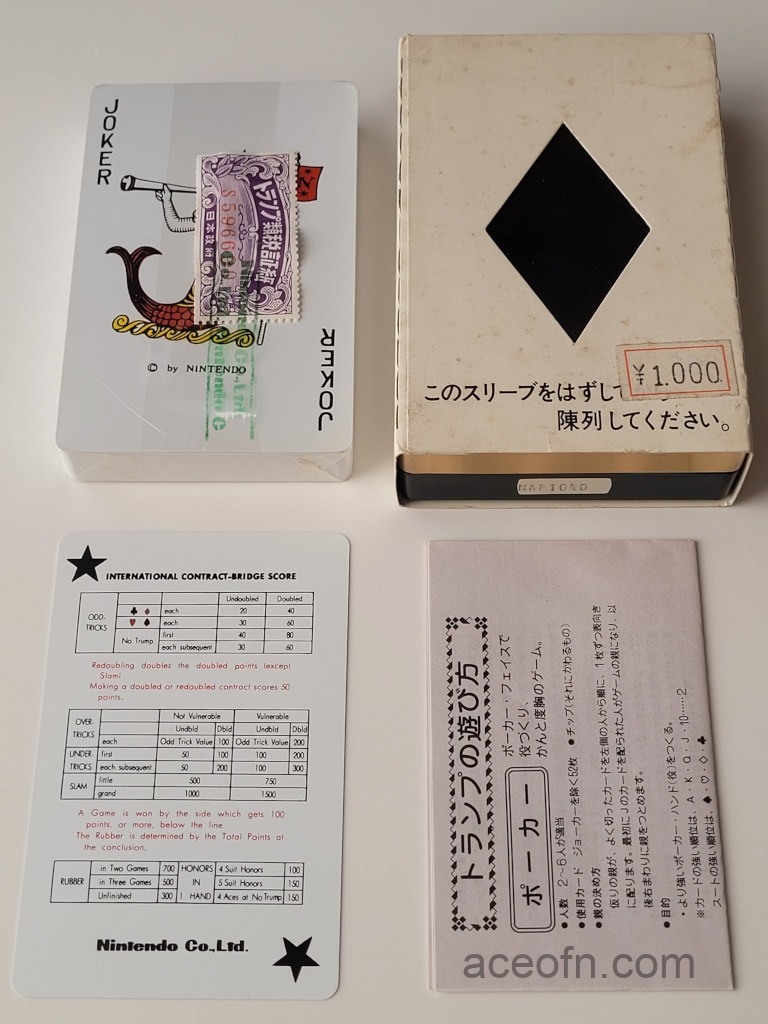 JOKER
トランプ類税証紙
日本政府
© by NINTENDO
JOKER
このスリーブをはずして
¥1.000.
陳列してください。
INTERNATIONAL CONTRACT-BRIDGE SCORE
Undoubled Doubled
ODD-TRICKS
♣ ♦ each 20 40
♥ ♠ each 30 60
No Trump first 40 80
each subsequent 30 60
Redoubling doubles the doubled points (except
Slam)
Making a doubled or redoubled contract scores 50
points.
Not Vulnerable Vulnerable
Undbld Dbld Undbld Dbld
OVER-TRICKS each Odd Trick Value 100 Odd Trick Value 200
UNDER-TRICKS first 50 100 100 200
each subsequent 50 200 100 300
SLAM little 500 750
grand 1000 1500
A Game is won by the side which gets 100
points, or more, below the line.
The Rubber is determined by the Total Points at
the conclusion.
RUBBER in Two Games 700 HONORS 4 Suit Honors 100
in Three Games 500 IN 5 Suit Honors 150
Unfinished 300 1 HAND 4 Aces at No Trump 150
Nintendo Co.,Ltd.
トランプの遊び方
ポーカー
ポーカー・フェイスで
役づくり、
かんと度胸のゲーム。
●人数 2〜6人が適当
●使用カード ジョーカーを除く52枚 ●チップ(それにかわるもの)
●親の決め方
仮りの親が、よく切ったカードを左側の人から順に、1枚ずつ表向き
に配ります。最初にJのカードを配られた人がゲームの親になり、以
後右まわりに親をつとめます。
●目的
・より強いポーカー・ハンド(役)をつくる。
※カードの強い順位は、A・K・Q・J・10……2
スートの強い順位は、♠・♡・◇・♣
aceofn.com